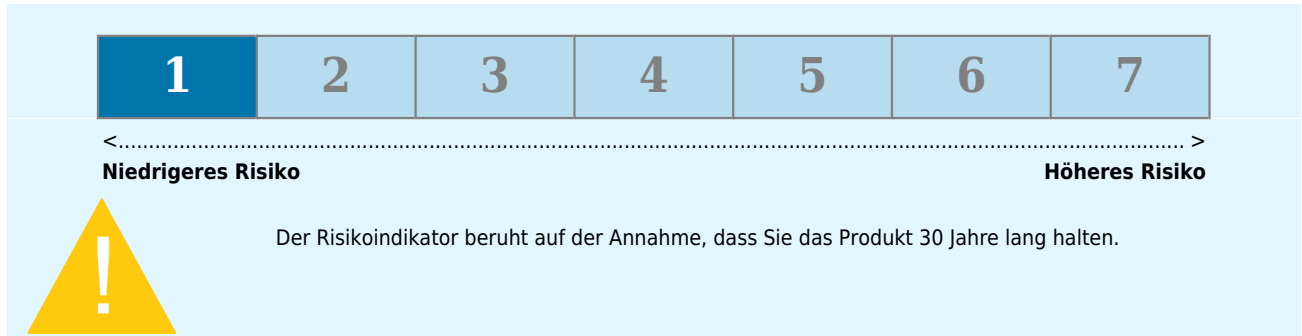 1 2 3 4 5 6 7
<........................................................................................................................................................ >
Niedrigeres Risiko Höheres Risiko
! Der Risikoindikator beruht auf der Annahme, dass Sie das Produkt 30 Jahre lang halten.